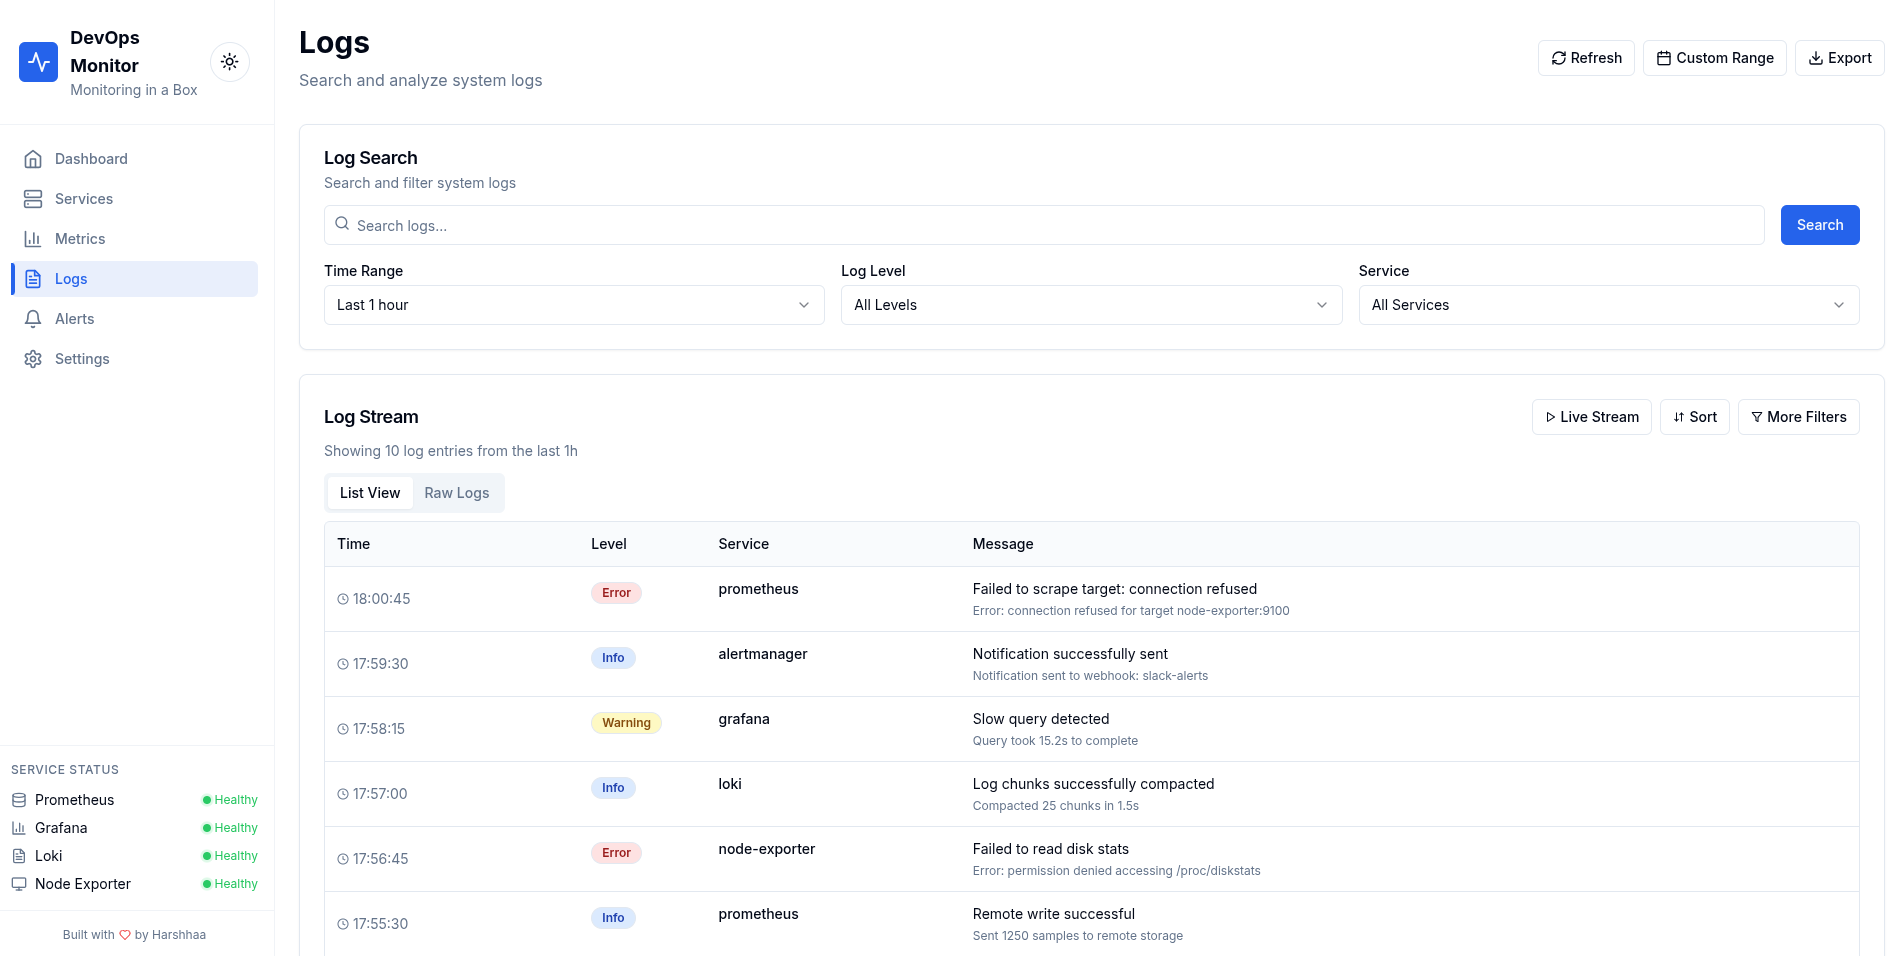 DevOps
Monitor
Monitoring in a Box
Dashboard
Services
Metrics
Logs
Alerts
Settings
SERVICE STATUS
Prometheus Healthy
Grafana Healthy
Loki Healthy
Node Exporter Healthy
Built with by Harshhaa
Logs
Search and analyze system logs
Refresh Custom Range Export
Log Search
Search and filter system logs
Search logs... Search
Time Range Log Level Service
Last 1 hour All Levels All Services
Log Stream
Live Stream Sort More Filters
Showing 10 log entries from the last 1h
List View Raw Logs
Time Level Service Message
18:00:45 Error prometheus Failed to scrape target: connection refused
Error: connection refused for target node-exporter:9100
17:59:30 Info alertmanager Notification successfully sent
Notification sent to webhook: slack-alerts
17:58:15 Warning grafana Slow query detected
Query took 15.2s to complete
17:57:00 Info loki Log chunks successfully compacted
Compacted 25 chunks in 1.5s
17:56:45 Error node-exporter Failed to read disk stats
Error: permission denied accessing /proc/diskstats
17:55:30 Info prometheus Remote write successful
Sent 1250 samples to remote storage